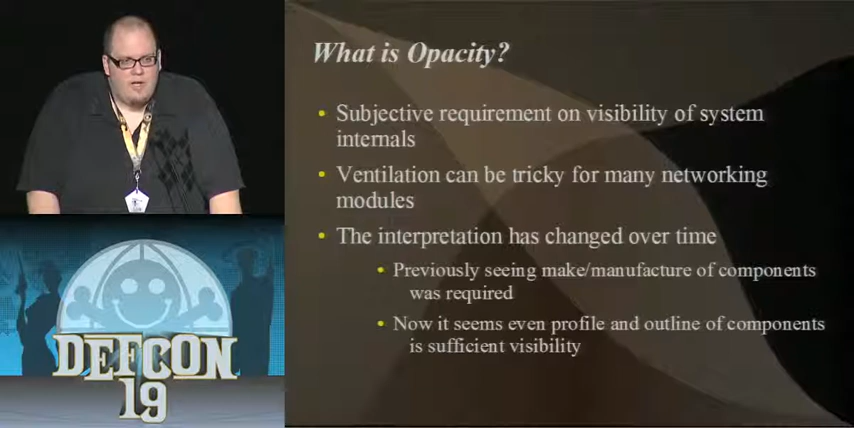 What is Opacity?
Subjective requirement on visibility of system
internals
Ventilation can be tricky for many networking
modules
The interpretation has changed over time
Previously seeing make/manufacture of components
was required
Now it seems even profile and outline of components
is sufficient visibility
DEFCON
19